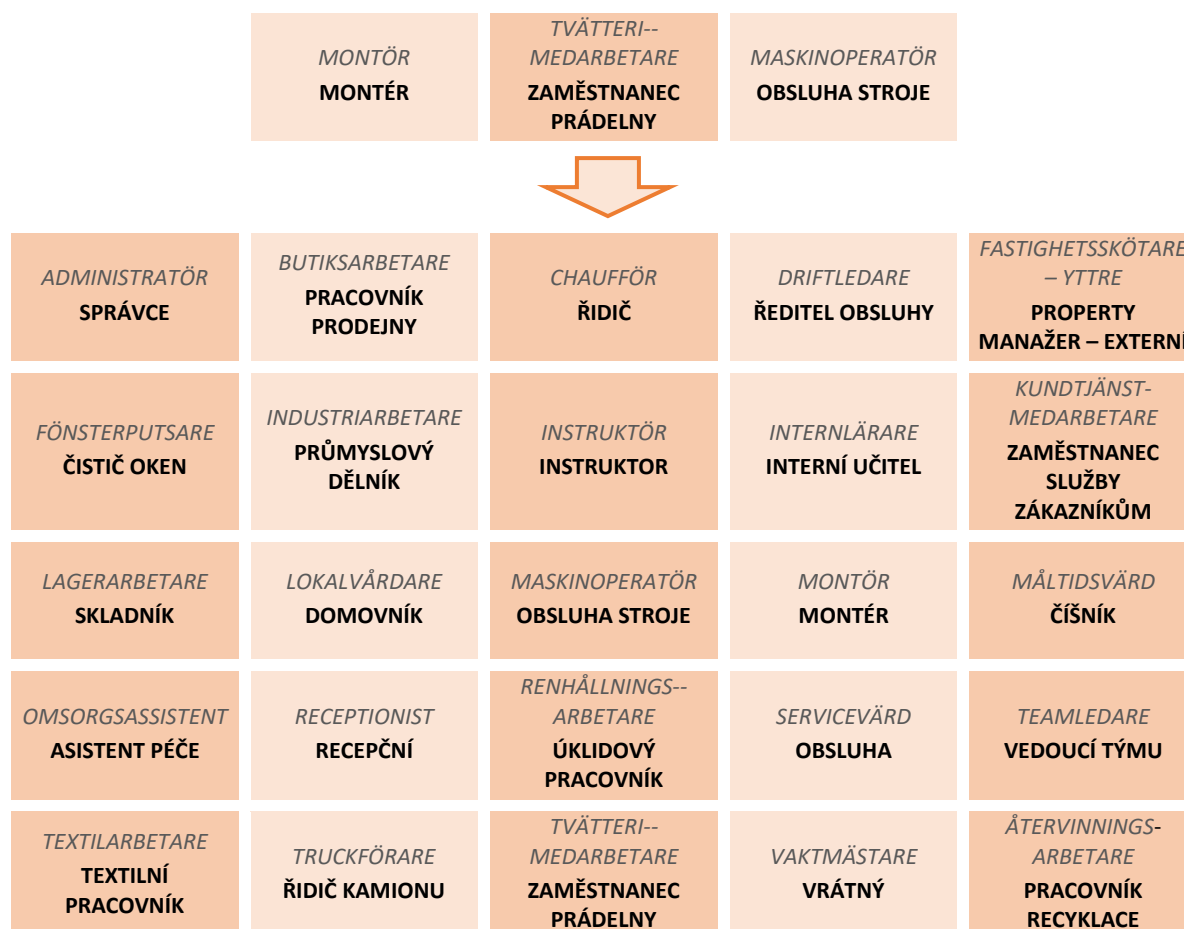 MONTÖR
MONTÉR
TVÄTTERI--
MEDARBETARE
ZAMĚSTNANEC
PRÁDELNY
MASKINOPERATÖR
OBSLUHA STROJE
ADMINISTRATÖR
SPRÁVCE
BUTIKSARBETARE
PRACOVNÍK
PRODEJNY
CHAUFFÖR
ŘIDIČ
DRIFTLEDARE
ŘEDITEL OBSLUHY
FASTIGHETSSKÖTARE
– YTTRE
PROPERTY
MANAŽER – EXTERNÍ
FÖNSTERPUTSARE
ČISTIČ OKEN
INDUSTRIARBETARE
PRŮMYSLOVÝ
DĚLNÍK
INSTRUKTÖR
INSTRUKTOR
INTERNLÄRARE
INTERNÍ UČITEL
KUNDTJÄNST-
MEDARBETARE
ZAMĚSTNANEC
SLUŽBY
ZÁKAZNÍKŮM
LAGERARBETARE
SKLADNÍK
LOKALVÅRDARE
DOMOVNÍK
MASKINOPERATÖR
OBSLUHA STROJE
MONTÖR
MONTÉR
MÅLTIDSVÄRD
ČÍŠNÍK
OMSORGSASSISTENT
ASISTENT PÉČE
RECEPTIONIST
RECEPČNÍ
RENHÅLLNINGS--
ARBETARE
ÚKLIDOVÝ
PRACOVNÍK
SERVICEVÄRD
OBSLUHA
TEAMLEDARE
VEDOUCÍ TÝMU
TEXTILARBETARE
TEXTILNÍ
PRACOVNÍK
TRUCKFÖRARE
ŘIDIČ KAMIONU
TVÄTTERI--
MEDARBETARE
ZAMĚSTNANEC
PRÁDELNY
VAKTMÄSTARE
VRÁTNÝ
ÅTERVINNINGS-
ARBETARE
PRACOVNÍK
RECYKLACE